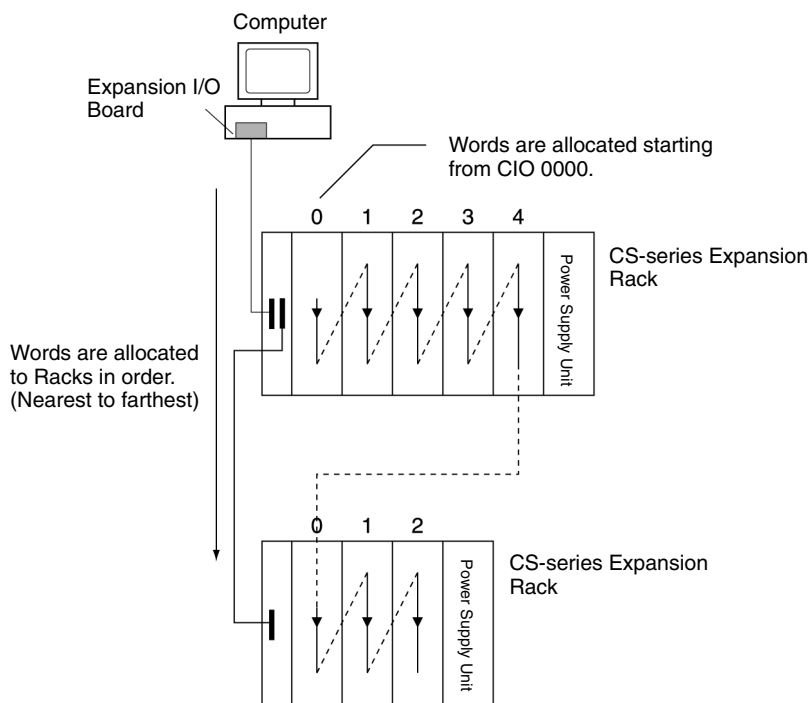 Computer
Expansion I/O
Board
Words are allocated starting
from CIO 0000.
0 1 2 3 4
CS-series Expansion
Rack
Power Supply Unit
Words are allocated
to Racks in order.
(Nearest to farthest)
0 1 2
CS-series Expansion
Rack
Power Supply Unit